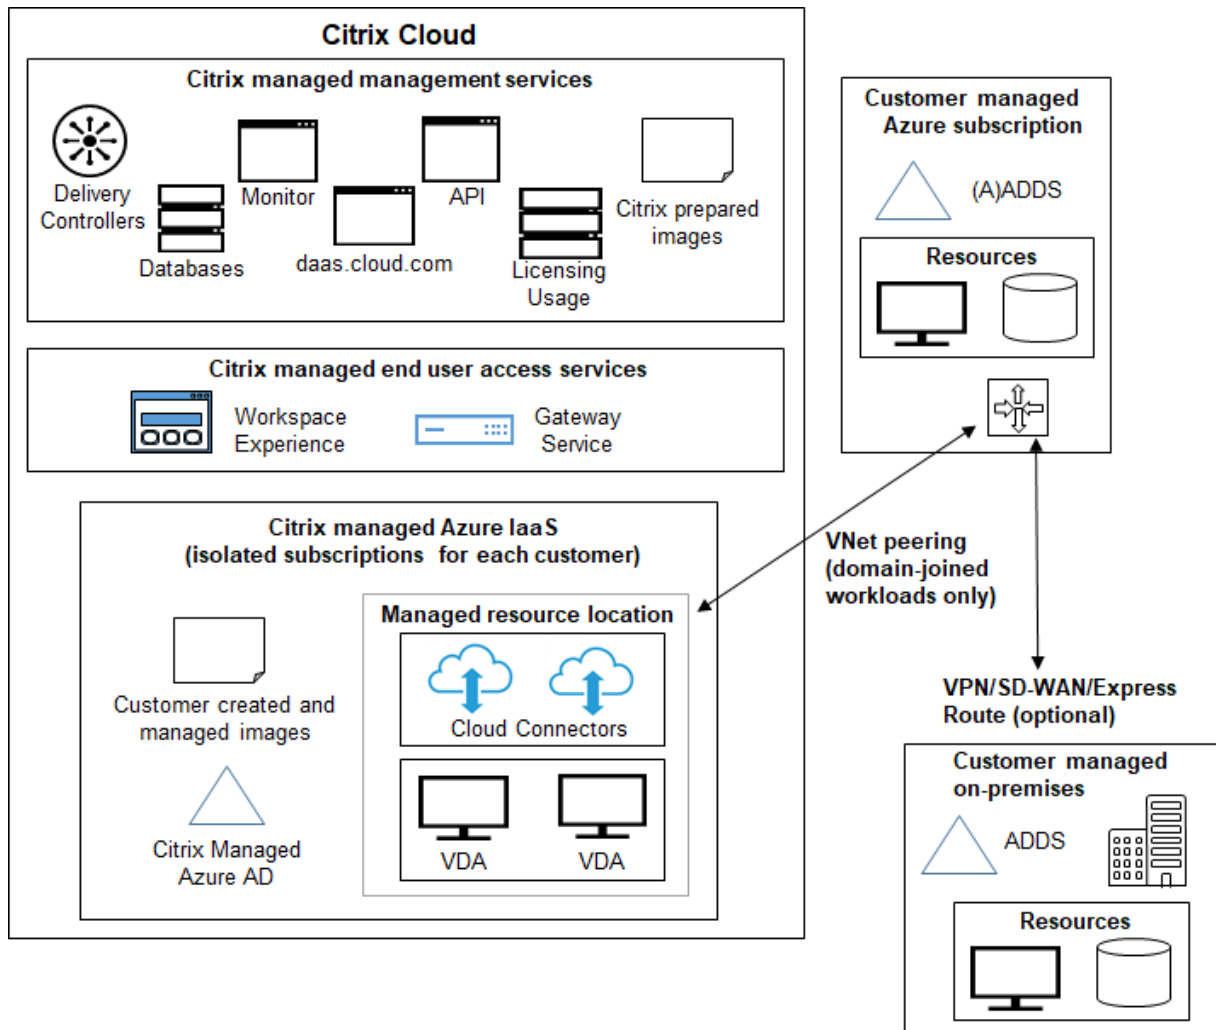 Citrix Cloud
Citrix managed management services
Delivery
Controllers
Databases
Monitor
daas.cloud.com
API
Licensing
Usage
Citrix prepared
images
Citrix managed end user access services
Workspace
Experience
Gateway
Service
Citrix managed Azure IaaS
(isolated subscriptions for each customer)
Customer created and
managed images
Citrix Managed
Azure AD
Managed resource location
Cloud Connectors
VDA
VDA
Customer managed
Azure subscription
(A)ADDS
Resources
VNet peering
(domain-joined
workloads only)
VPN/SD-WAN/Express
Route (optional)
Customer managed
on-premises
ADDS
Resources